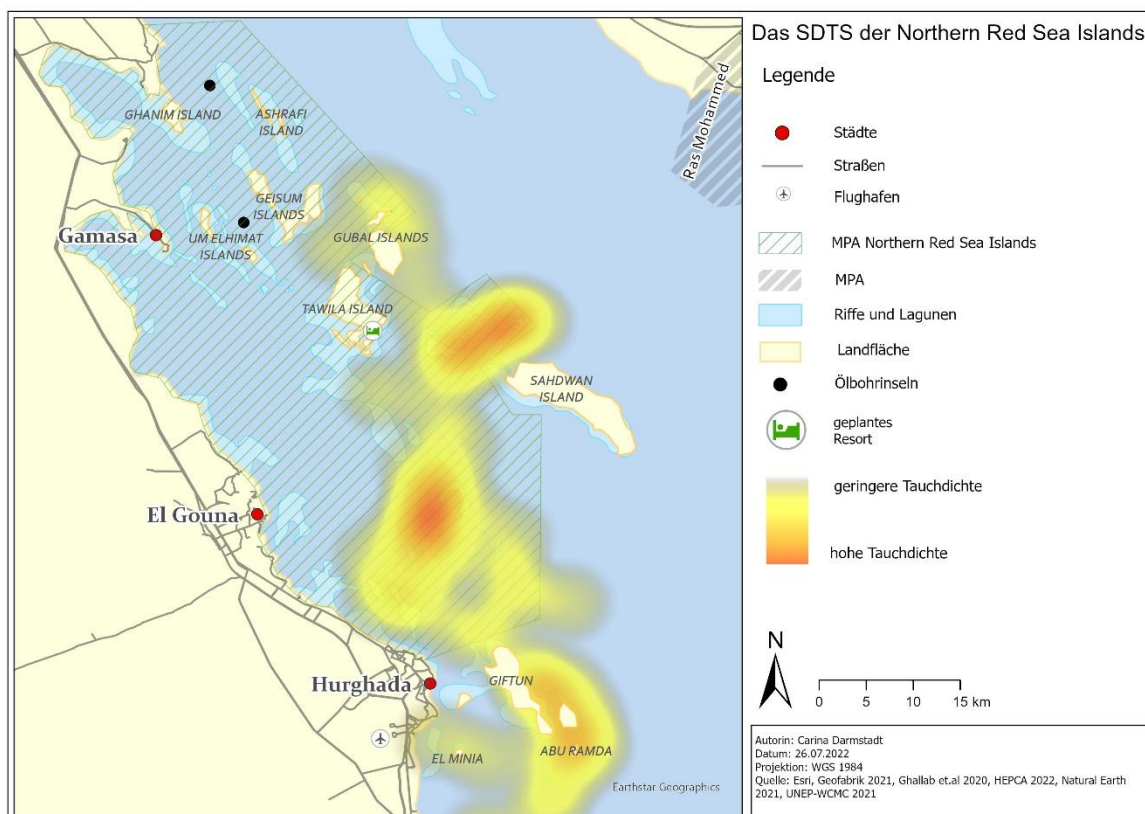 Das SDTS der Northern Red Sea Islands
Legende
Städte
Straßen
Flughafen
MPA Northern Red Sea Islands
MPA
Riffe und Lagunen
Landfläche
Ölbohrinseln
geplantes
Resort
geringere Tauchdichte
hohe Tauchdichte
N
0 5 10 15 km
Autorin: Carina Darmstadt
Datum: 26.07.2022
Projektion: WGS 1984
Quelle: Esri, Geofabrik 2021, Ghallab et.al 2020, HEPCA 2022, Natural Earth
2021, UNEP-WCMC 2021
GHANIM ISLAND
ASHRAFI
ISLAND
Ras Mohammed
GEISUM
ISLANDS
Gamasa
UM ELHIMAT
ISLANDS
GUBAL ISLANDS
TAWILA ISLAND
SAHDWAN
ISLAND
El Gouna
Hurghada
GIFTUN
EL MINIA
ABU RAMDA
Earthstar Geographics